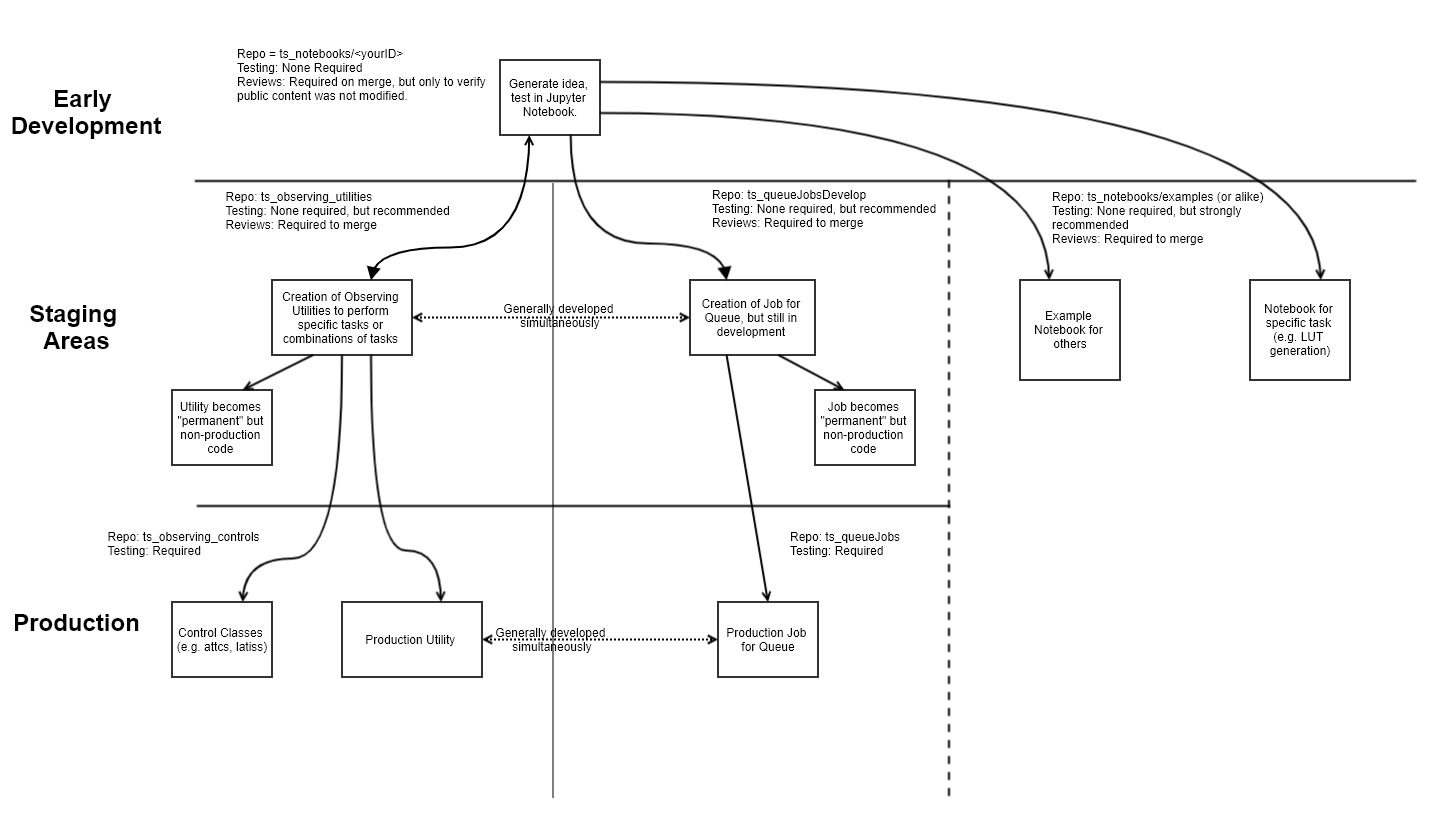 Repo = ts_notebooks/<yourID>
Testing: None Required
Reviews: Required on merge, but only to verify
public content was not modified.
Early
Development
Generate idea,
test in Jupyter
Notebook.
Repo: ts_observing_utilities
Testing: None required, but recommended
Reviews: Required to merge
Repo: ts_queueJobsDevelop
Testing: None required, but recommended
Reviews: Required to merge
Repo: ts_notebooks/examples (or alike)
Testing: None required, but strongly
recommended
Reviews: Required to merge
Staging
Areas
Creation of Observing
Utilities to perform
specific tasks or
combinations of tasks
Generally developed
simultaneously
Creation of Job for
Queue, but still in
development
Example
Notebook for
others
Notebook for
specific task
(e.g. LUT
generation)
Utility becomes
"permanent" but
non-production
code
Job becomes
"permanent" but
non-production
code
Repo: ts_observing_controls
Testing: Required
Repo: ts_queueJobs
Testing: Required
Production
Control Classes
(e.g. attcs, latiss)
Production Utility
Generally developed
simultaneously
Production Job
for Queue